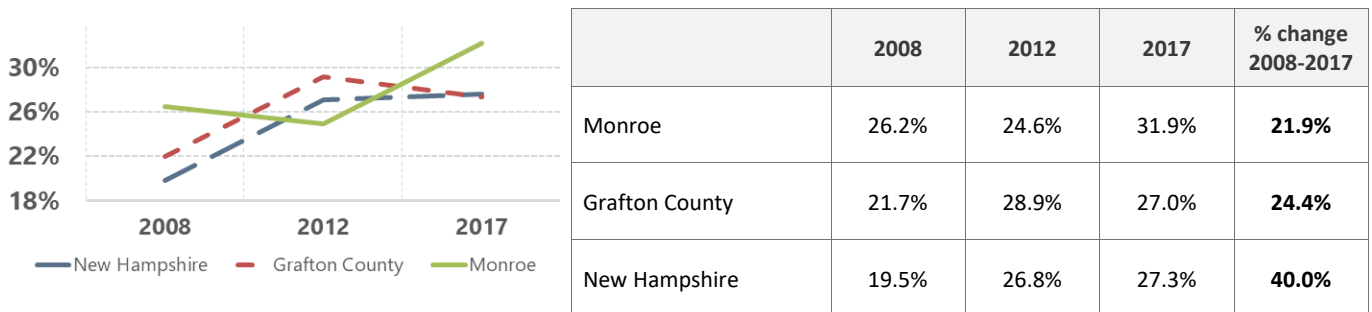 30%
26%
22%
18%
2008 2012 2017
New Hampshire Grafton County Monroe
2008 2012 2017 % change
2008-2017
Monroe 26.2% 24.6% 31.9% 21.9%
Grafton County 21.7% 28.9% 27.0% 24.4%
New Hampshire 19.5% 26.8% 27.3% 40.0%